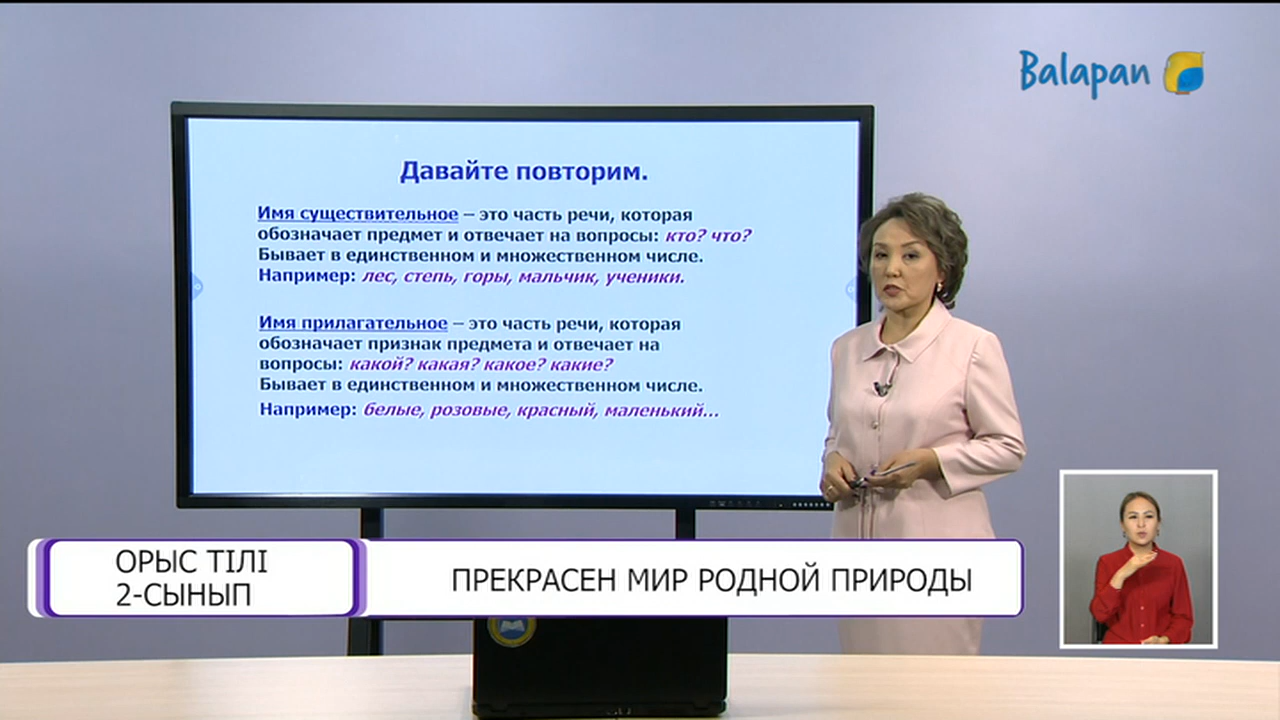 Balapan
Давайте повторим.
Имя существительное – это часть речи, которая
обозначает предмет и отвечает на вопросы: кто? что?
Бывает в единственном и множественном числе.
Например: лес, степь, горы, мальчик, ученики.
Имя прилагательное – это часть речи, которая
обозначает признак предмета и отвечает на
вопросы: какой? какая? какое? какие?
Бывает в единственном и множественном числе.
Например: белые, розовые, красный, маленький...
ОРЫС ТІЛІ
2-СЫНЫП
ПРЕКРАСЕН МИР РОДНОЙ ПРИРОДЫ